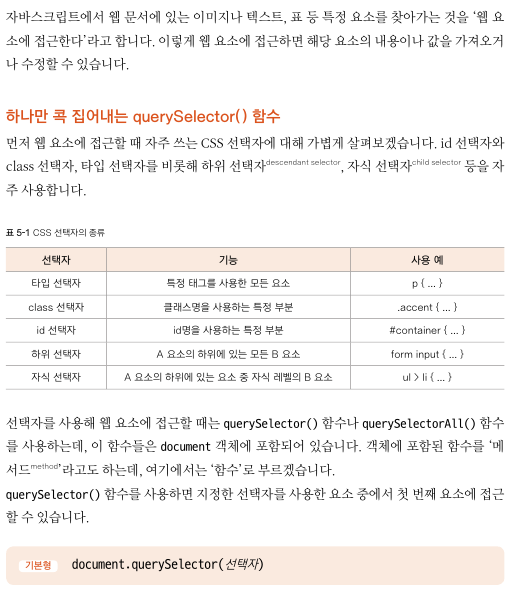 자바스크립트에서 웹 문서에 있는 이미지나 텍스트, 표 등 특정 요소를 찾아가는 것을 ‘웹 요
소에 접근한다’라고 합니다. 이렇게 웹 요소에 접근하면 해당 요소의 내용이나 값을 가져오거
나 수정할 수 있습니다.
하나만 콕 집어내는 querySelector() 함수
먼저 웹 요소에 접근할 때 자주 쓰는 CSS 선택자에 대해 가볍게 살펴보겠습니다. id 선택자와
class 선택자, 타입 선택자를 비롯해 하위 선택자descendant selector, 자식 선택자child selector 등을 자
주 사용합니다.
표 5-1 CSS 선택자의 종류
선택자 기능 사용 예
타입 선택자 특정 태그를 사용한 모든 요소 p { ... }
class 선택자 클래스명을 사용하는 특정 부분 .accent { ... }
id 선택자 id명을 사용하는 특정 부분 #container { ... }
하위 선택자 A 요소의 하위에 있는 모든 B 요소 form input { ... }
자식 선택자 A 요소의 하위에 있는 요소 중 자식 레벨의 B 요소 ul > li { ... }
선택자를 사용해 웹 요소에 접근할 때는 querySelector() 함수나 querySelectorAll() 함수
를 사용하는데, 이 함수들은 document 객체에 포함되어 있습니다. 객체에 포함된 함수를 ‘메
서드method’라고도 하는데, 여기에서는 ‘함수’로 부르겠습니다.
querySelector() 함수를 사용하면 지정한 선택자를 사용한 요소 중에서 첫 번째 요소에 접근
할 수 있습니다.
기본형 document.querySelector(선택자)